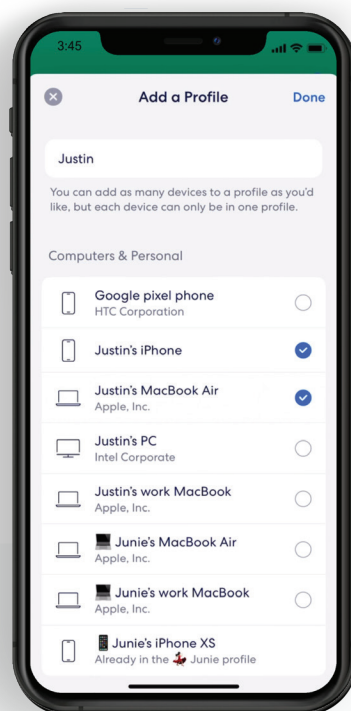 3:45
Add a Profile
Done
Justin
You can add as many devices to a profile as you'd
like, but each device can only be in one profile.
Computers & Personal
Google pixel phone
HTC Corporation
Justin's iPhone
Justin's MacBook Air
Apple, Inc.
Justin's PC
Intel Corporate
Justin's work MacBook
Apple, Inc.
💻 Junie's MacBook Air
Apple, Inc.
💻 Junie's work MacBook
Apple, Inc.
📱 Junie's iPhone XS
Already in the 💃 Junie profile